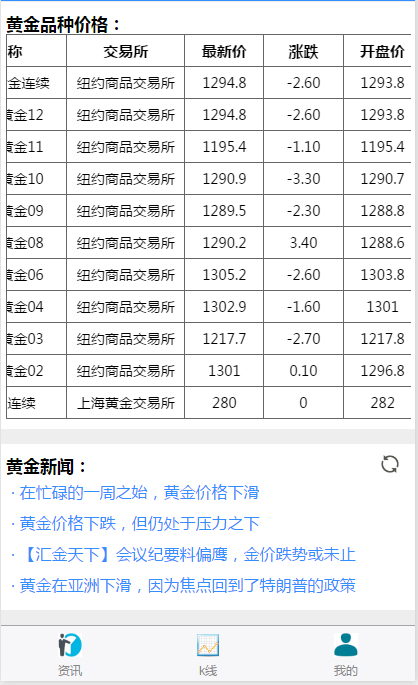 黄金品种价格：
称 交易所 最新价 涨跌 开盘价
金连续 纽约商品交易所 1294.8 -2.60 1293.8
黄金12 纽约商品交易所 1294.8 -2.60 1293.8
黄金11 纽约商品交易所 1195.4 -1.10 1195.4
黄金10 纽约商品交易所 1290.9 -3.30 1290.7
黄金09 纽约商品交易所 1289.5 -2.30 1288.8
黄金08 纽约商品交易所 1290.2 3.40 1288.6
黄金06 纽约商品交易所 1305.2 -2.60 1303.8
黄金04 纽约商品交易所 1302.9 -1.60 1301
黄金03 纽约商品交易所 1217.7 -2.70 1217.8
黄金02 纽约商品交易所 1301 0.10 1296.8
连续 上海黄金交易所 280 0 282
黄金新闻：
· 在忙碌的一周之始，黄金价格下滑
· 黄金价格下跌，但仍处于压力之下
· 【汇金天下】会议纪要料偏鹰，金价跌势或未止
· 黄金在亚洲下滑，因为焦点回到了特朗普的政策
资讯 k线 我的